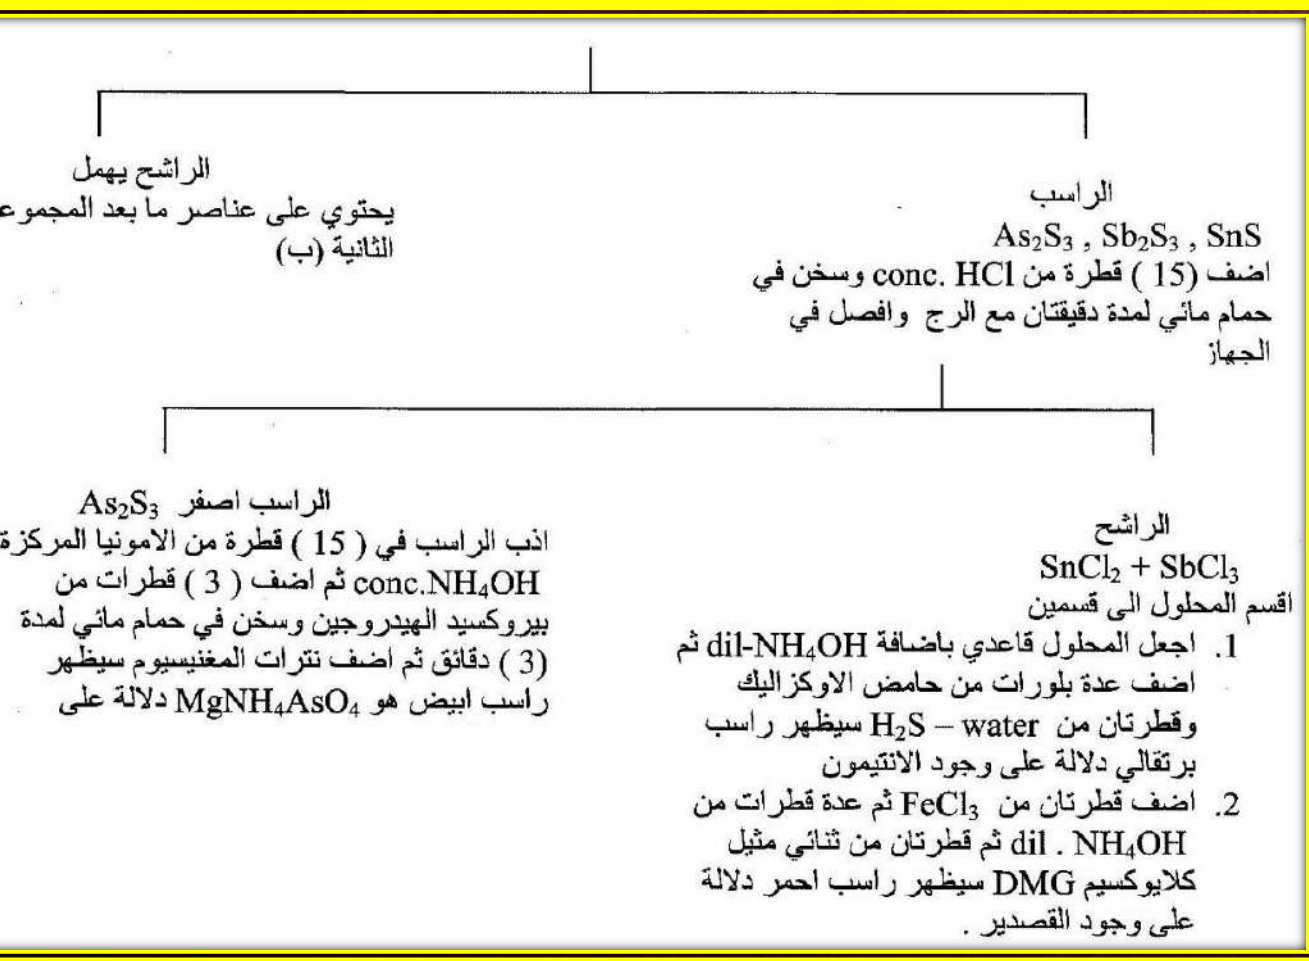 الراسب
As₂S₃ , Sb₂S₃ , SnS
اضف (15 ) قطرة من conc. HCl وسخن في
حمام مائي لمدة دقيقتان مع الرج وافصل في
الجهاز
الراشح يهمل
يحتوي على عناصر ما بعد المجموع
الثانية (ب)
الراشح
SnCl₂ + SbCl₃
اقسم المحلول الى قسمين
1. اجعل المحلول قاعدي باضافة dil-NH₄OH ثم
اضف عدة بلورات من حامض الاوكزاليك
وقطرتان من H₂S – water سيظهر راسب
برتقالي دلالة على وجود الانتيمون
2. اضف قطرتان من FeCl₃ ثم عدة قطرات من
dil . NH₄OH ثم قطرتان من ثنائي مثيل
كلايوكسيم DMG سيظهر راسب احمر دلالة
على وجود القصدير .
الراسب اصفر As₂S₃
اذب الراسب في ( 15 ) قطرة من الامونيا المركزة
conc.NH₄OH ثم اضف ( 3 ) قطرات من
بيروكسيد الهيدروجين وسخن في حمام مائي لمدة
(3 ) دقائق ثم اضف نترات المغنيسيوم سيظهر
راسب ابيض هو MgNH₄AsO₄ دلالة على